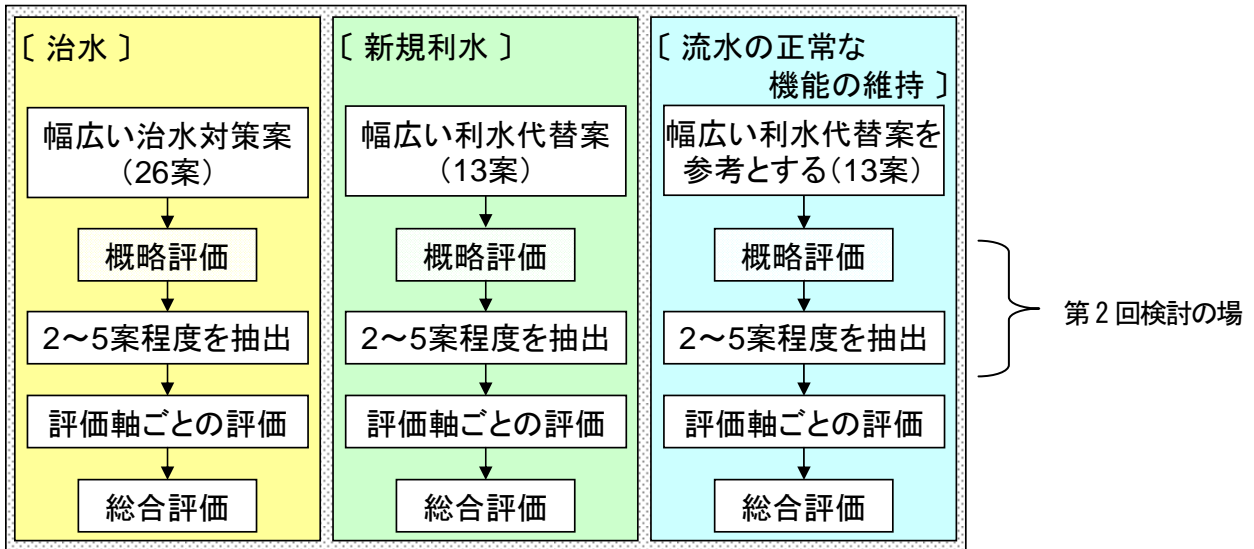 〔 治水 〕
幅広い治水対策案
（26案）
概略評価
2～5案程度を抽出
評価軸ごとの評価
総合評価
〔 新規利水 〕
幅広い利水代替案
（13案）
概略評価
2～5案程度を抽出
評価軸ごとの評価
総合評価
〔 流水の正常な
機能の維持 〕
幅広い利水代替案を
参考とする（13案）
概略評価
2～5案程度を抽出
評価軸ごとの評価
総合評価
第２回検討の場